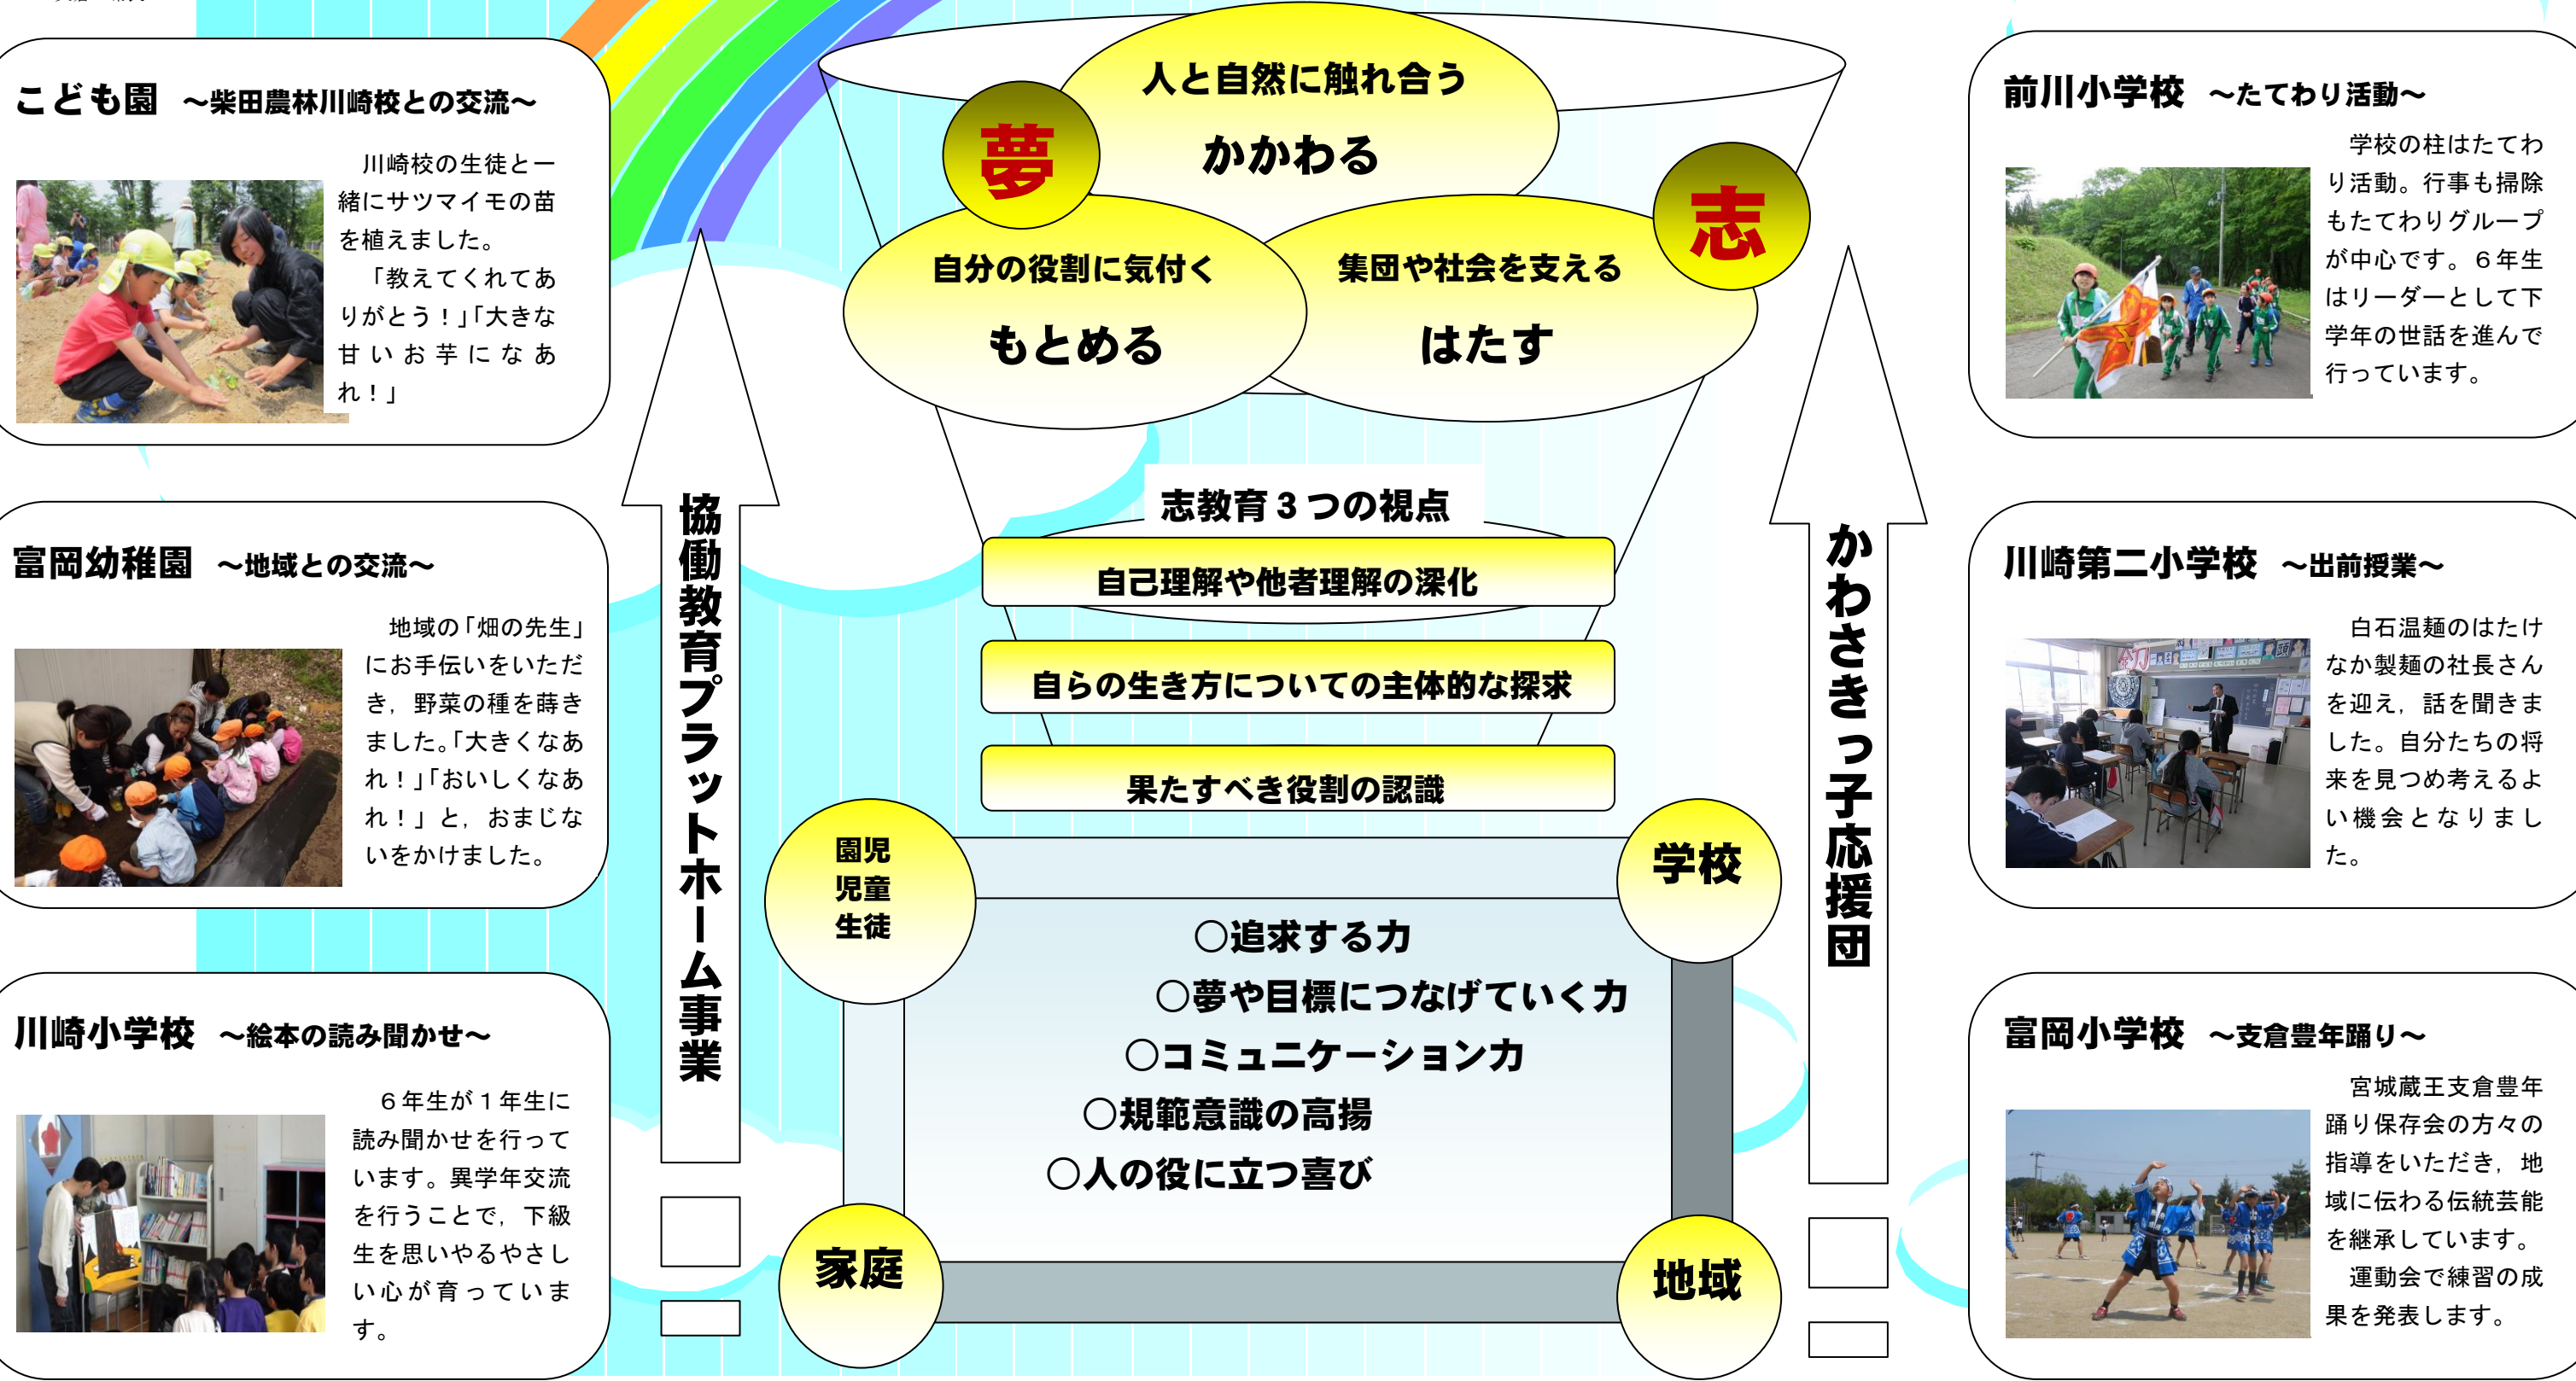 こども園 ～柴田農林川崎校との交流～
川崎校の生徒と一
緒にサツマイモの苗
を植えました。
「教えてくれてあ
りがとう！」「大きな
甘いお芋になあ
れ！」
富岡幼稚園 ～地域との交流～
地域の「畑の先生」
にお手伝いをいただ
き，野菜の種を蒔き
ました。「大きくなあ
れ！」「おいしくなあ
れ！」と，おまじな
いをかけました。
川崎小学校 ～絵本の読み聞かせ～
６年生が１年生に
読み聞かせを行って
います。異学年交流
を行うことで，下級
生を思いやるやさし
い心が育っていま
す。
協働教育プラットホーム事業
人と自然に触れ合う
かかわる
夢
志
自分の役割に気付く
もとめる
集団や社会を支える
はたす
志教育３つの視点
自己理解や他者理解の深化
自らの生き方についての主体的な探求
果たすべき役割の認識
園児
児童
生徒
学校
○追求する力
○夢や目標につなげていく力
○コミュニケーション力
○規範意識の高揚
○人の役に立つ喜び
家庭
地域
かわさきっ子応援団
前川小学校 ～たてわり活動～
学校の柱はたてわ
り活動。行事も掃除
もたてわりグループ
が中心です。６年生
はリーダーとして下
学年の世話を進んで
行っています。
川崎第二小学校 ～出前授業～
白石温麺のはたけ
なか製麺の社長さん
を迎え，話を聞きま
した。自分たちの将
来を見つめ考えるよ
い機会となりまし
た。
富岡小学校 ～支倉豊年踊り～
宮城蔵王支倉豊年
踊り保存会の方々の
指導をいただき，地
域に伝わる伝統芸能
を継承しています。
運動会で練習の成
果を発表します。